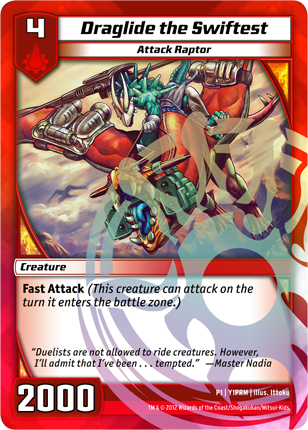 4
Draglide the Swiftest
Attack Raptor
Creature
Fast Attack (This creature can attack on the
turn it enters the battle zone.)
“Duelists are not allowed to ride creatures. However,
I’ll admit that I’ve been . . . tempted.” —Master Nadia
2000
P1 | Y1PRM | Illus. Ittoku
TM & © 2012 Wizards of the Coast/Shogakukan/Mitsui-Kids.